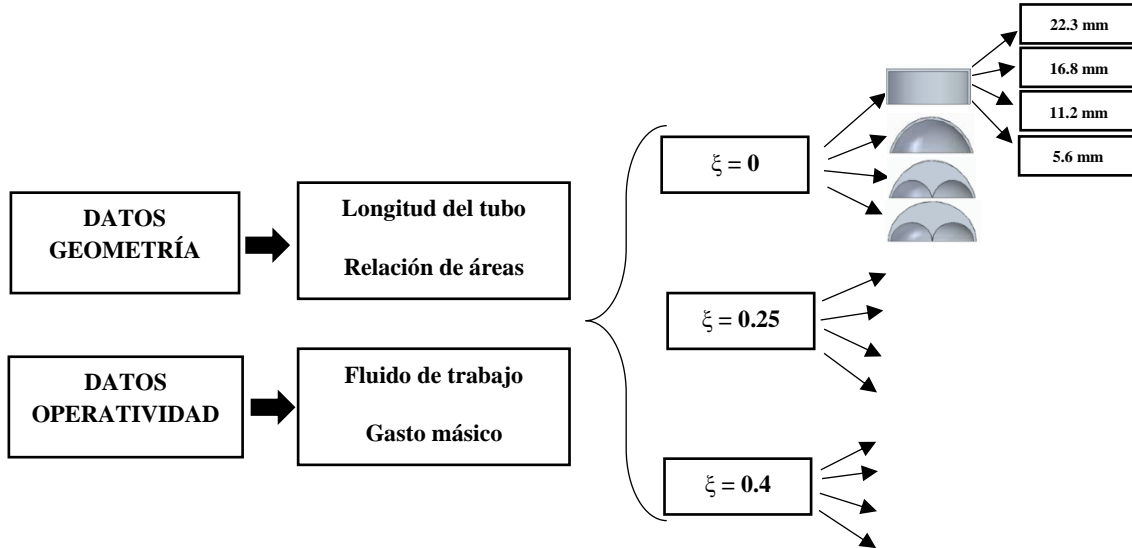 DATOS
GEOMETRÍA
Longitud del tubo
Relación de áreas
DATOS
OPERATIVIDAD
Fluido de trabajo
Gasto másico
ξ = 0
22.3 mm
16.8 mm
11.2 mm
5.6 mm
ξ = 0.25
ξ = 0.4